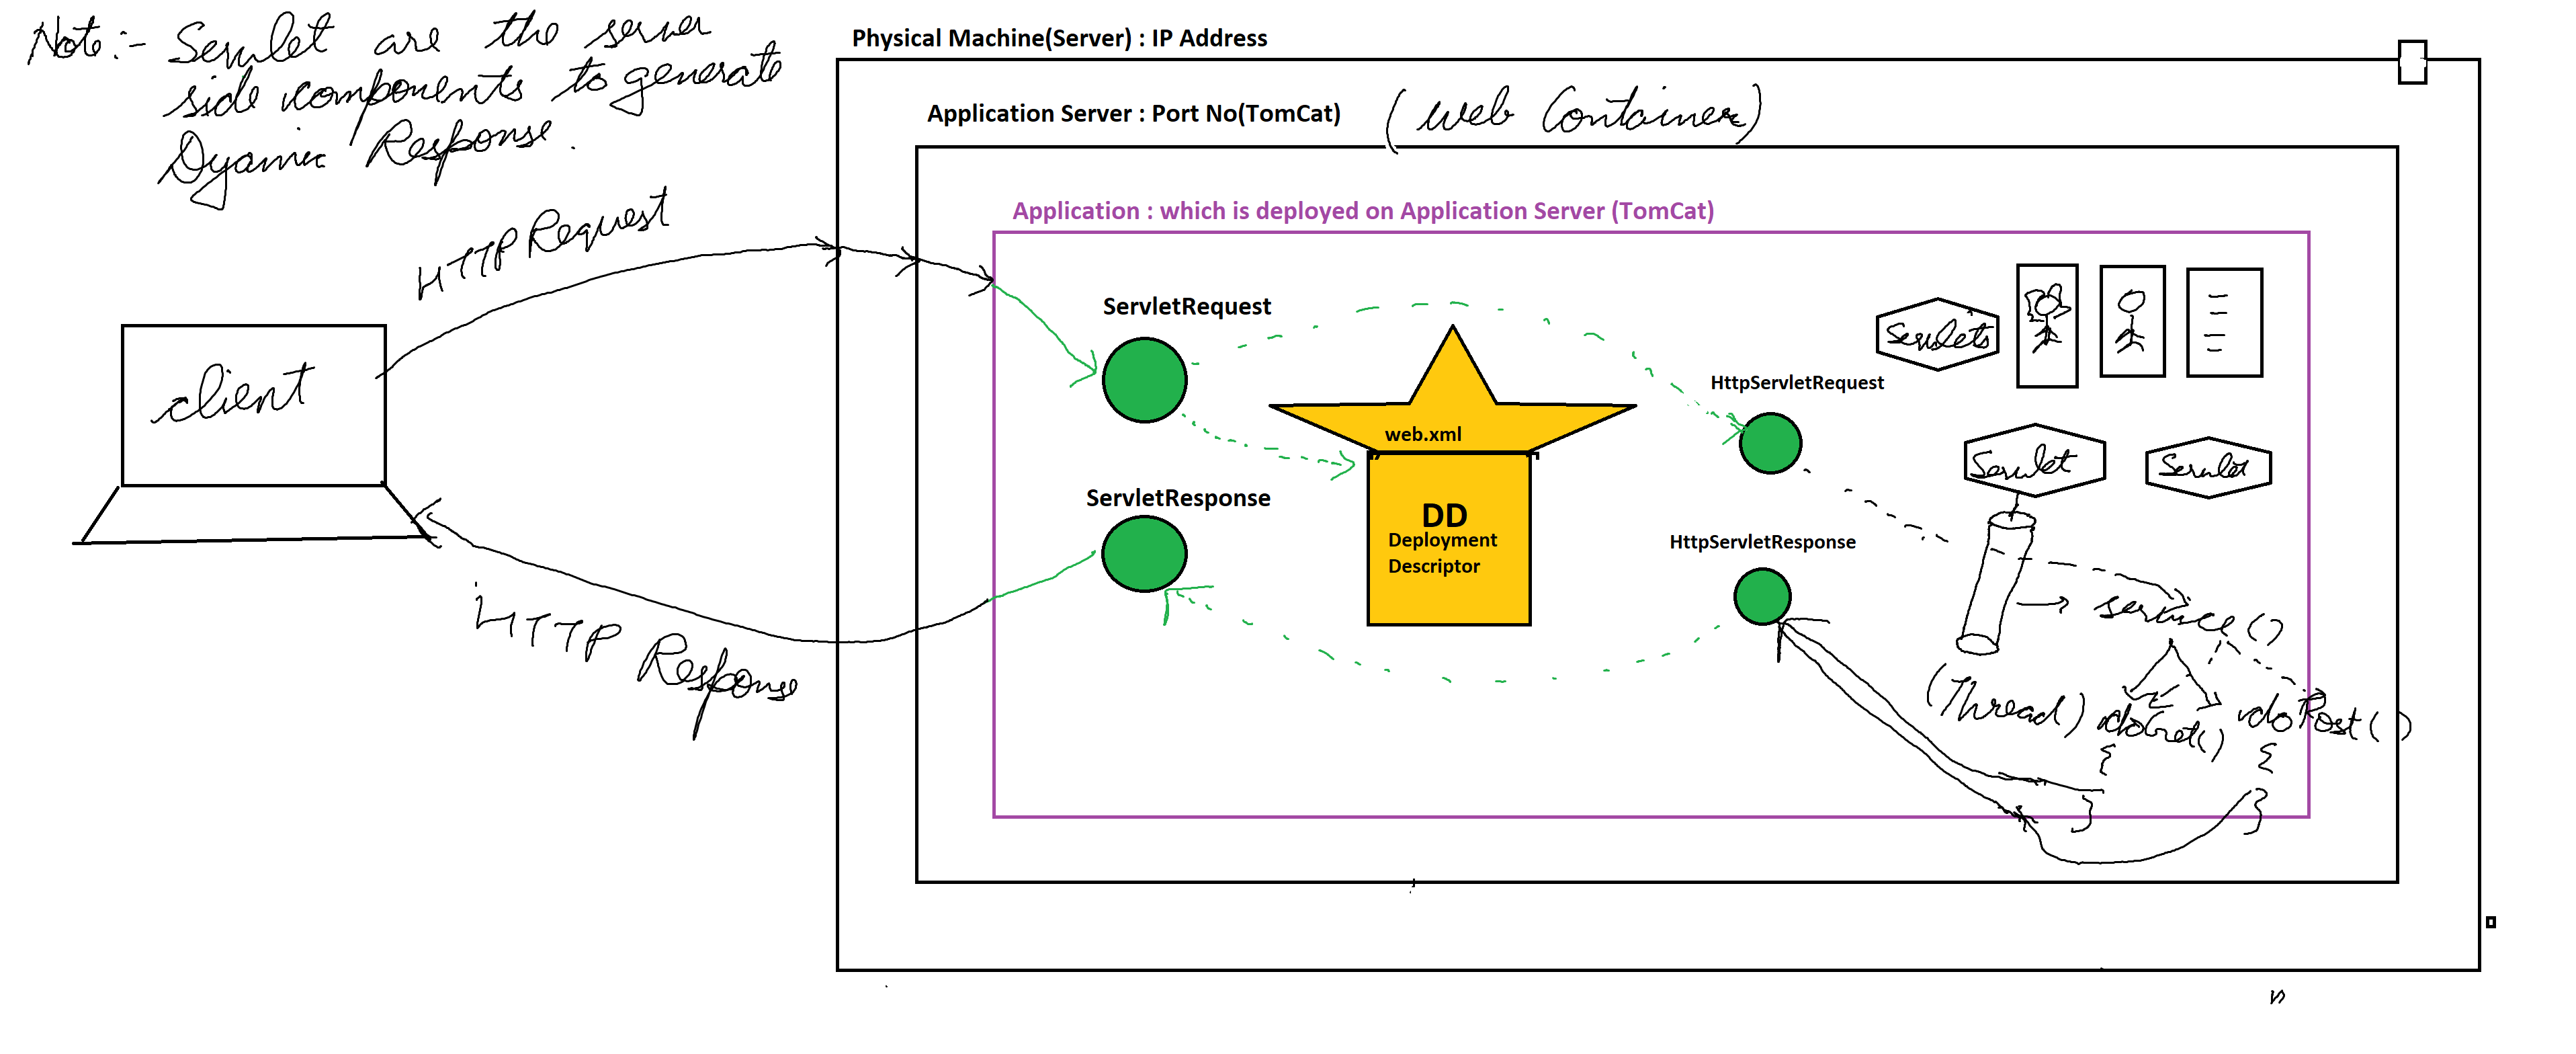 Note:- Servlet are the server
side components to generate
Dyamic Response.
Physical Machine(Server) : IP Address
Application Server : Port No(TomCat) (Web Container)
Application : which is deployed on Application Server (TomCat)
HTTP Request
client
HTTP Response
ServletRequest
ServletResponse
web.xml
DD
Deployment
Descriptor
HttpServletRequest
HttpServletResponse
Servlets
Servlet
Servlet
service()
(Thread) doGet() doPost()
{ {
} }